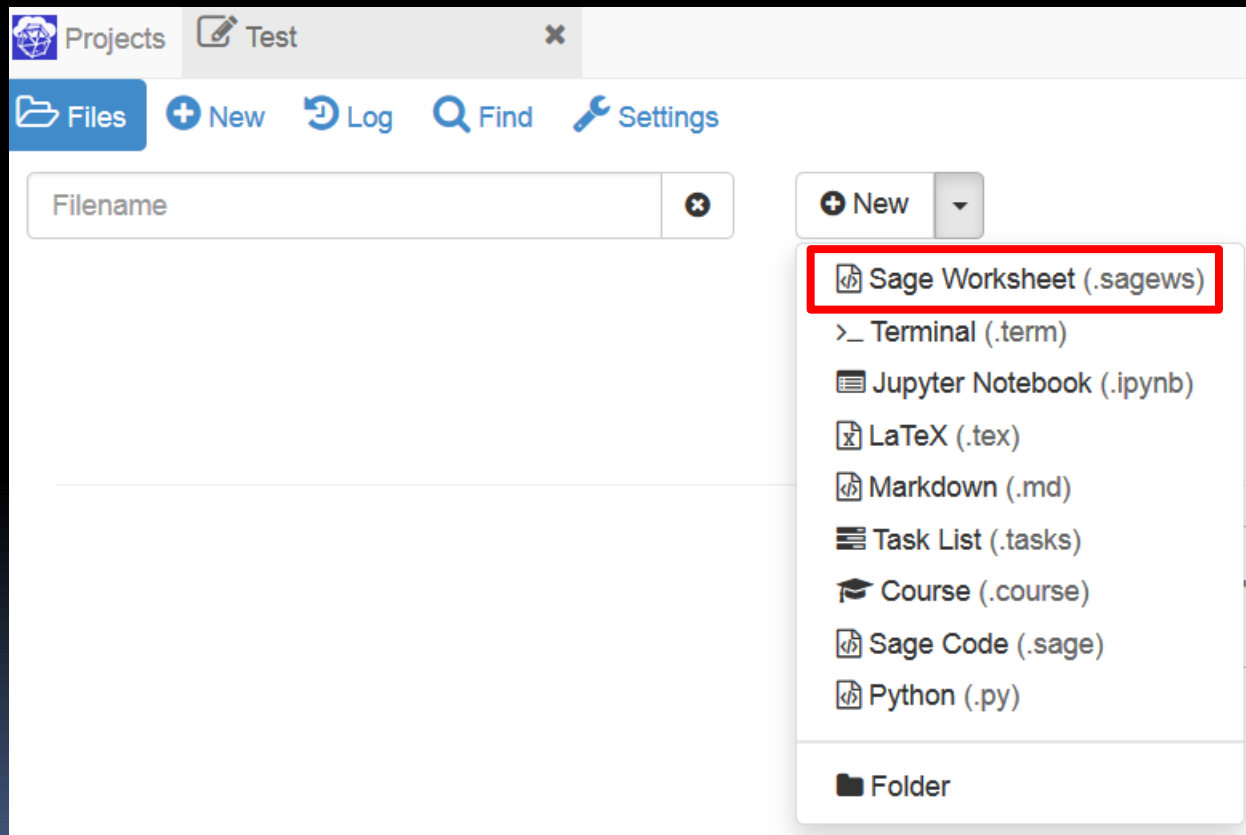 Projects Test
Files New Log Find Settings
Filename New
Sage Worksheet (.sagews)
>_ Terminal (.term)
Jupyter Notebook (.ipynb)
LaTeX (.tex)
Markdown (.md)
Task List (.tasks)
Course (.course)
Sage Code (.sage)
Python (.py)
Folder